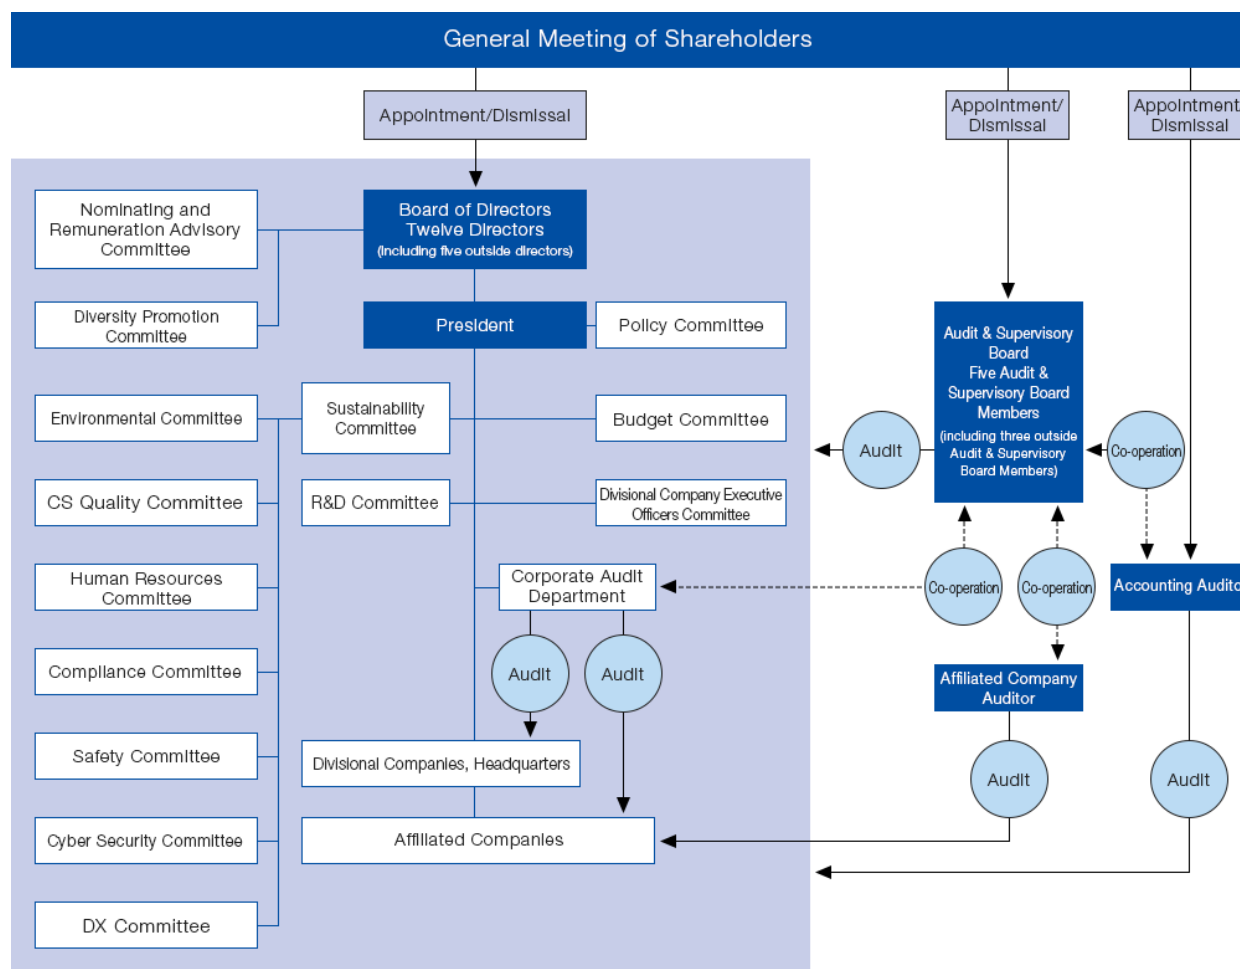 General Meeting of Shareholders
Appointment/Dismissal
Appointment/
Dismissal
Appointment/
Dismissal
Nominating and
Remuneration Advisory
Committee
Board of Directors
Twelve Directors
(including five outside directors)
Diversity Promotion
Committee
President
Policy Committee
Audit & Supervisory
Board
Five Audit &
Supervisory Board
Members
(including three outside
Audit & Supervisory
Board Members)
Environmental Committee
Sustainability
Committee
Budget Committee
Audit
Co-operation
CS Quality Committee
R&D Committee
Divisional Company Executive
Officers Committee
Human Resources
Committee
Corporate Audit
Department
Co-operation
Co-operation
Accounting Auditor
Compliance Committee
Audit
Audit
Affiliated Company
Auditor
Safety Committee
Divisional Companies, Headquarters
Audit
Audit
Cyber Security Committee
Affiliated Companies
DX Committee